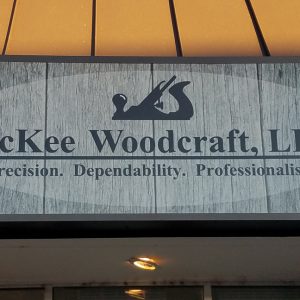 cKee Woodcraft, LL
recision. Dependability. Professionalis